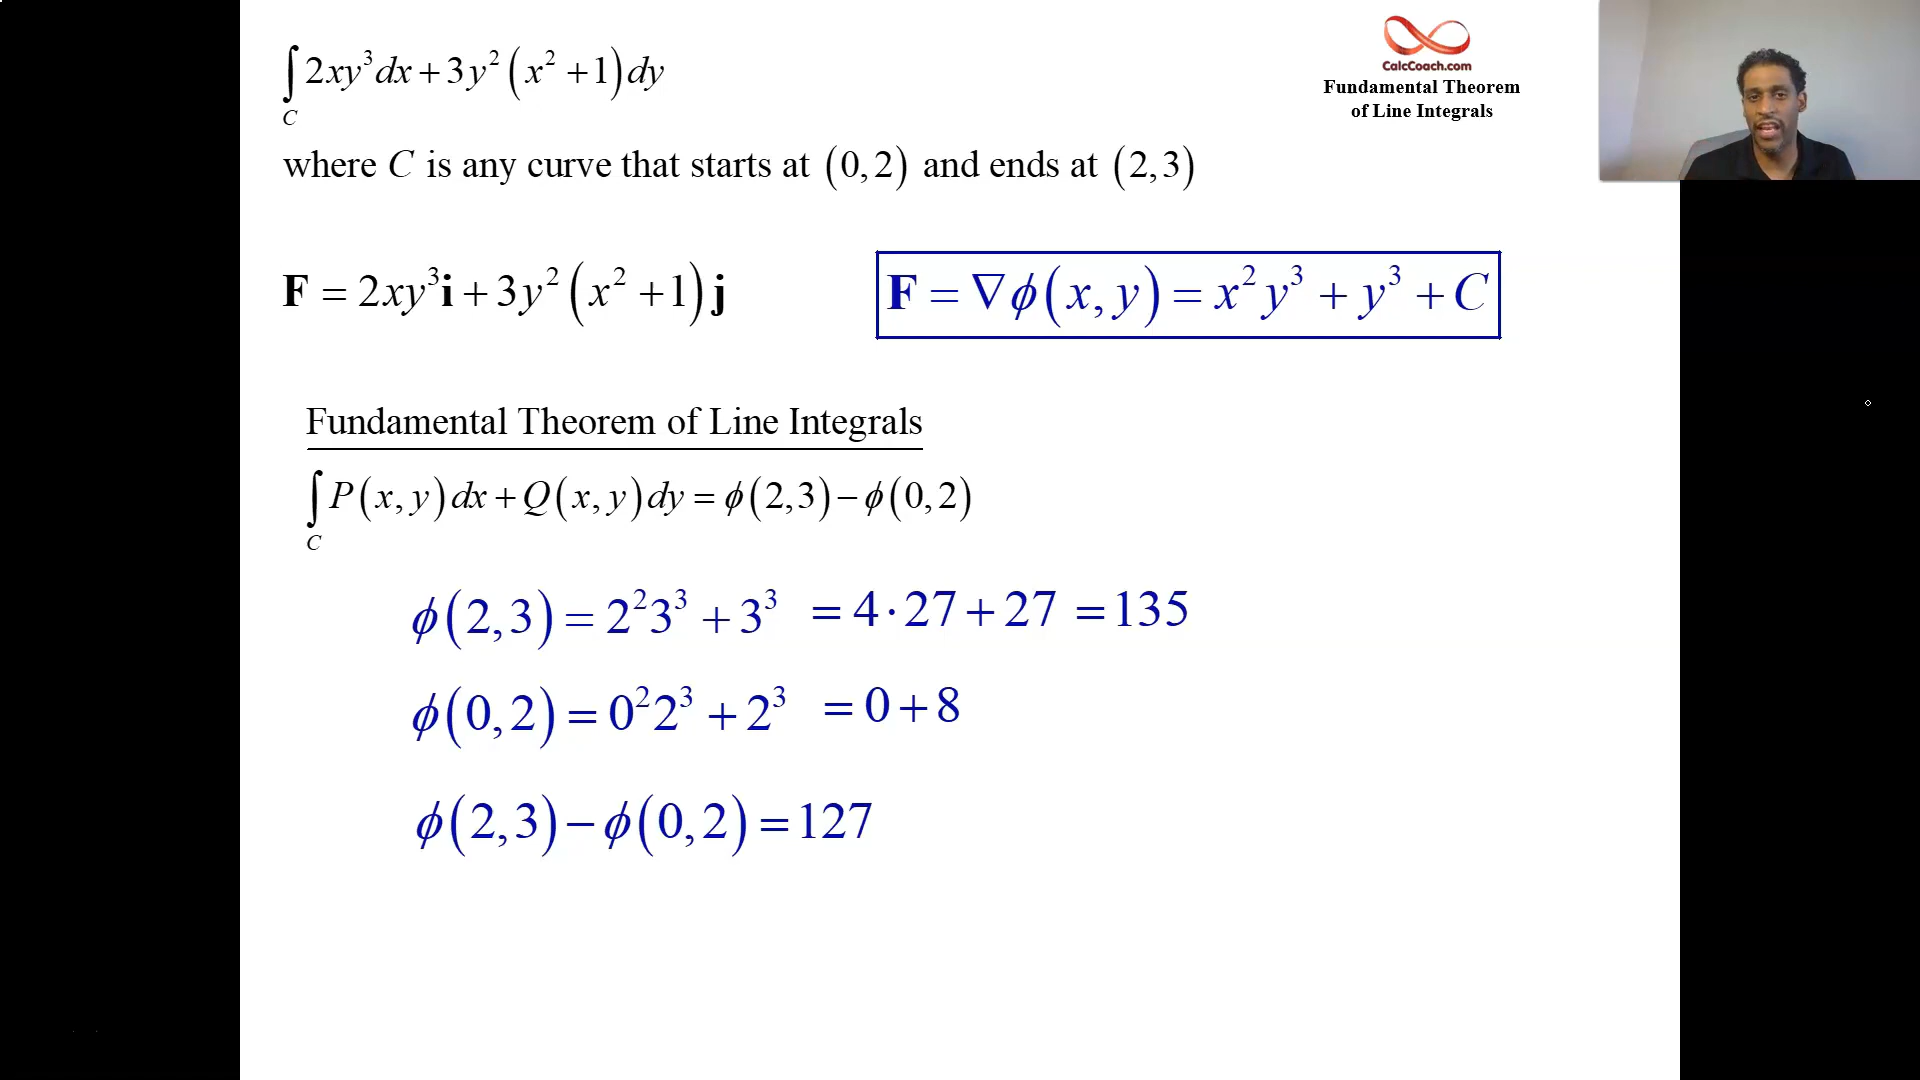 ∫_C 2xy³dx + 3y²(x² + 1)dy
CalcCoach.com
Fundamental Theorem
of Line Integrals
where C is any curve that starts at (0, 2) and ends at (2, 3)
F = 2xy³i + 3y²(x² + 1)j
F = ∇ϕ(x, y) = x²y³ + y³ + C
Fundamental Theorem of Line Integrals
∫_C P(x, y)dx + Q(x, y)dy = ϕ(2, 3) − ϕ(0, 2)
ϕ(2, 3) = 2²3³ + 3³ = 4·27 + 27 = 135
ϕ(0, 2) = 0²2³ + 2³ = 0 + 8
ϕ(2, 3) − ϕ(0, 2) = 127